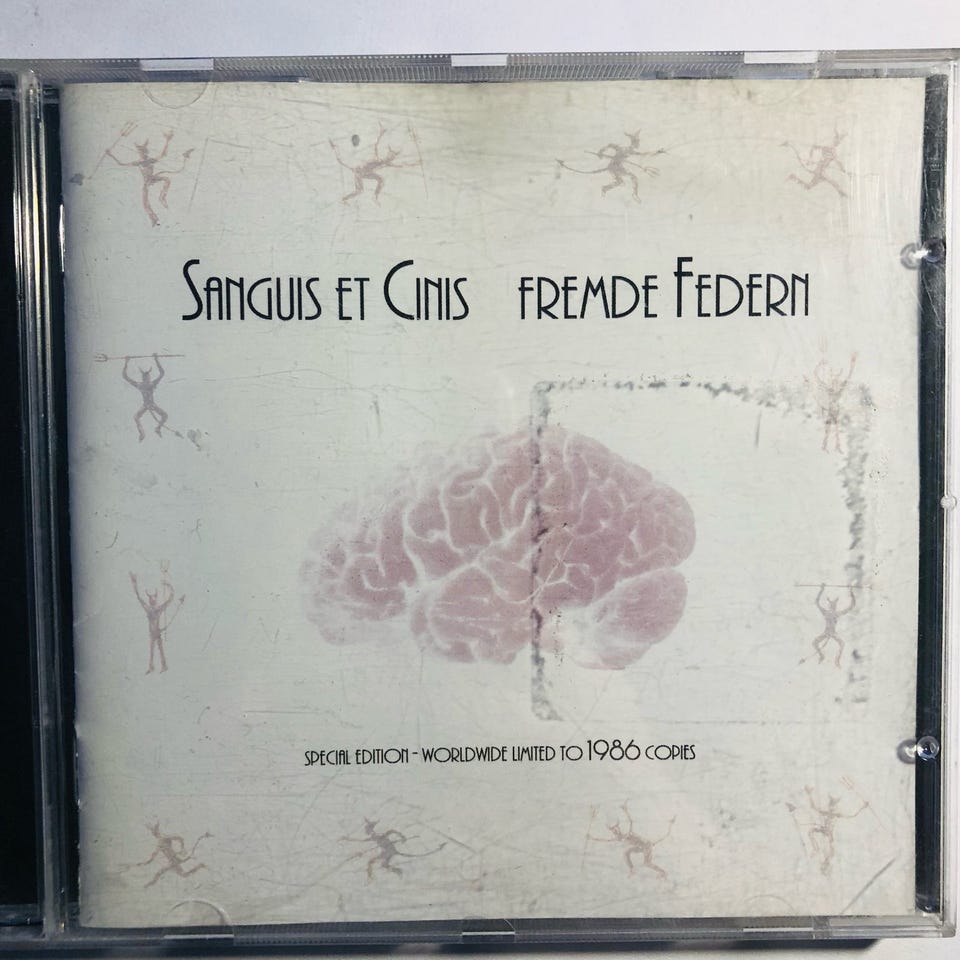 Sanguis et Cinis fremde Federn
special edition - worldwide limited to 1986 copies